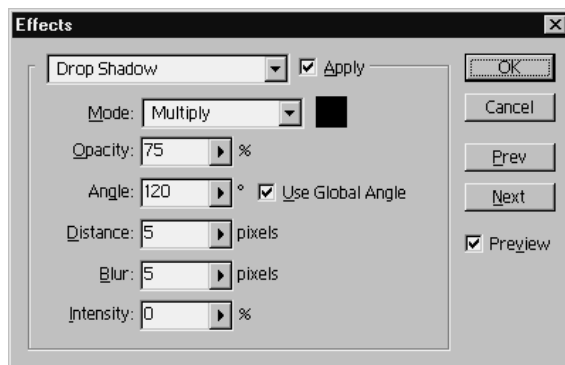 Effects
Drop Shadow Apply
Mode: Multiply
Opacity: 75 %
Angle: 120 ° Use Global Angle
Distance: 5 pixels
Blur: 5 pixels
Intensity: 0 %
OK
Cancel
Prev
Next
Preview